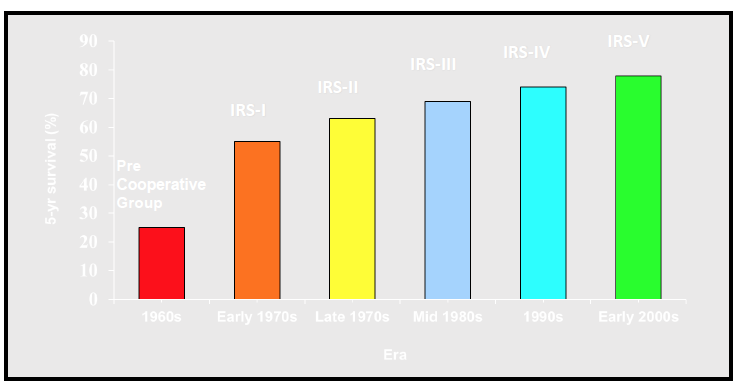 90
80
70
60
50
40
30
20
10
0
5-yr survival (%)
Pre
Cooperative
Group
IRS-I
IRS-II
IRS-III
IRS-IV
IRS-V
1960s
Early 1970s
Late 1970s
Mid 1980s
1990s
Early 2000s
Era